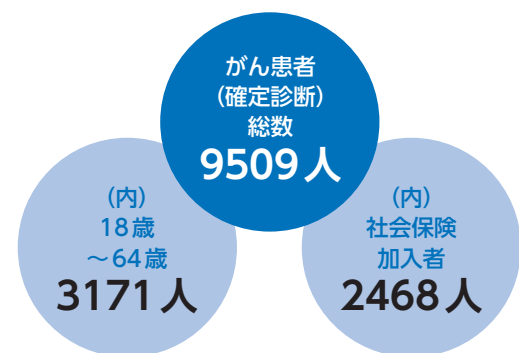 がん患者
（確定診断）
総数
9509人
（内）
18歳
～64歳
3171人
（内）
社会保険
加入者
2468人